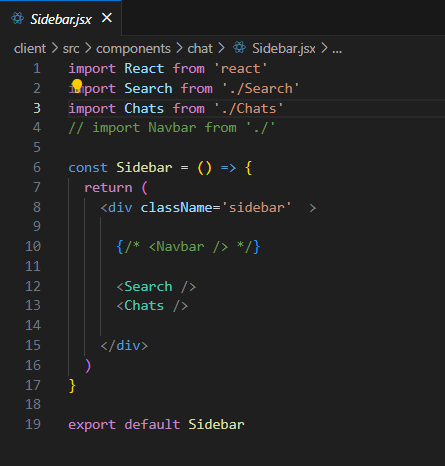 Sidebar.jsx
client > src > components > chat > Sidebar.jsx > ...
1 import React from 'react'
2 import Search from './Search'
3 import Chats from './Chats'
4 // import Navbar from './'
5
6 const Sidebar = () => {
7 return (
8 <div className='sidebar'  >
9
10 {/* <Navbar /> */}
11
12 <Search />
13 <Chats />
14
15 </div>
16 )
17 }
18
19 export default Sidebar